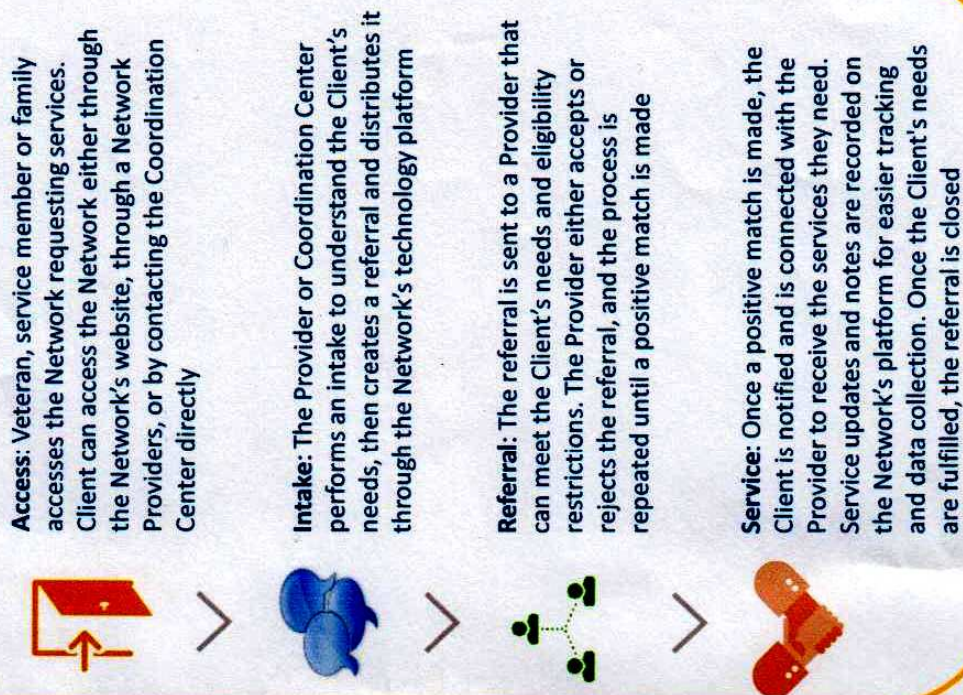 Access: Veteran, service member or family
accesses the Network requesting services.
Client can access the Network either through
the Network's website, through a Network
Providers, or by contacting the Coordination
Center directly
Intake: The Provider or Coordination Center
performs an intake to understand the Client's
needs, then creates a referral and distributes it
through the Network's technology platform
Referral: The referral is sent to a Provider that
can meet the Client's needs and eligibility
restrictions. The Provider either accepts or
rejects the referral, and the process is
repeated until a positive match is made
Service: Once a positive match is made, the
Client is notified and is connected with the
Provider to receive the services they need.
Service updates and notes are recorded on
the Network's platform for easier tracking
and data collection. Once the Client's needs
are fulfilled, the referral is closed